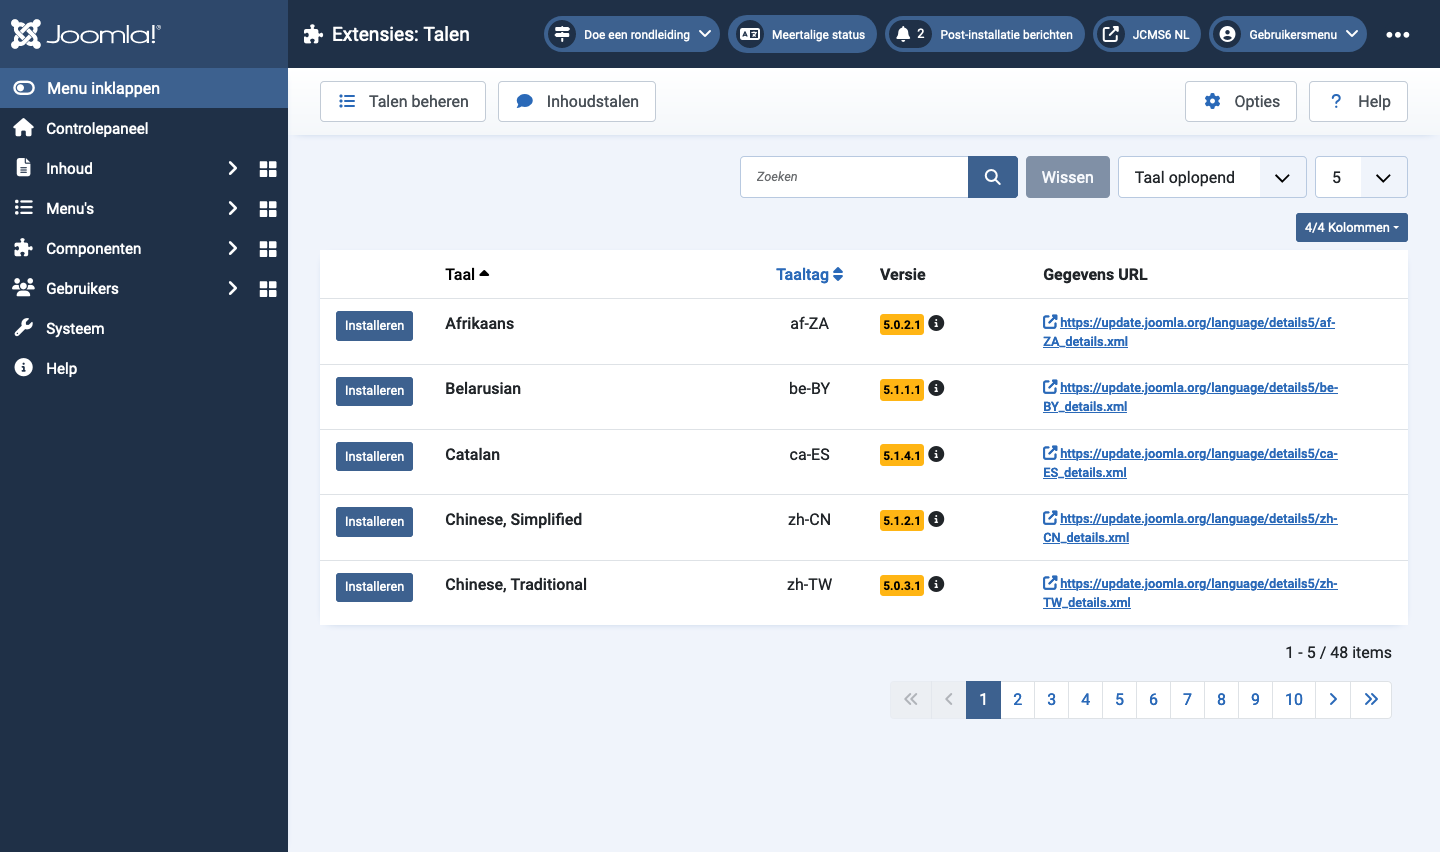 Joomla!®
Extensies: Talen
Doe een rondleiding
Meertalige status
2
Post-installatie berichten
JCMS6 NL
Gebruikersmenu
Menu inklappen
Controlepaneel
Inhoud
Menu's
Componenten
Gebruikers
Systeem
Help
Talen beheren
Inhoudstalen
Opties
? Help
Zoeken
Wissen
Taal oplopend
5
4/4 Kolommen
Taal
Taaltag
Versie
Gegevens URL
Installeren
Afrikaans
af-ZA
5.0.2.1
https://update.joomla.org/language/details5/af-
ZA_details.xml
Installeren
Belarusian
be-BY
5.1.1.1
https://update.joomla.org/language/details5/be-
BY_details.xml
Installeren
Catalan
ca-ES
5.1.4.1
https://update.joomla.org/language/details5/ca-
ES_details.xml
Installeren
Chinese, Simplified
zh-CN
5.1.2.1
https://update.joomla.org/language/details5/zh-
CN_details.xml
Installeren
Chinese, Traditional
zh-TW
5.0.3.1
https://update.joomla.org/language/details5/zh-
TW_details.xml
1 - 5 / 48 items
1 2 3 4 5 6 7 8 9 10